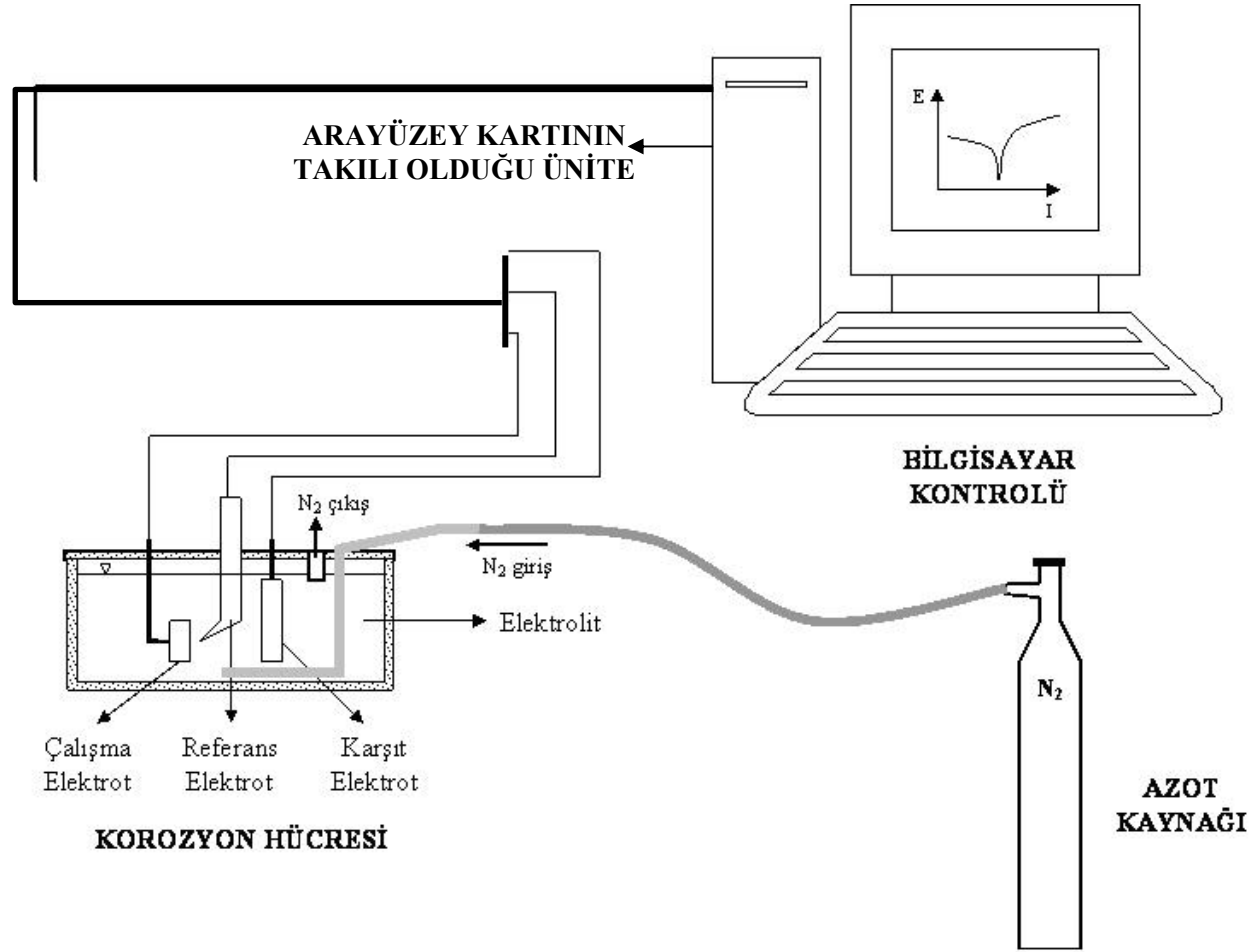 E
I
ARAYÜZEY KARTININ
TAKILI OLDUĞU ÜNİTE
BİLGİSAYAR
KONTROLÜ
N₂ çıkış
N₂ giriş
Elektrolit
Çalışma
Elektrot
Referans
Elektrot
Karşıt
Elektrot
KOROZYON HÜCRESİ
N₂
AZOT
KAYNAĞI